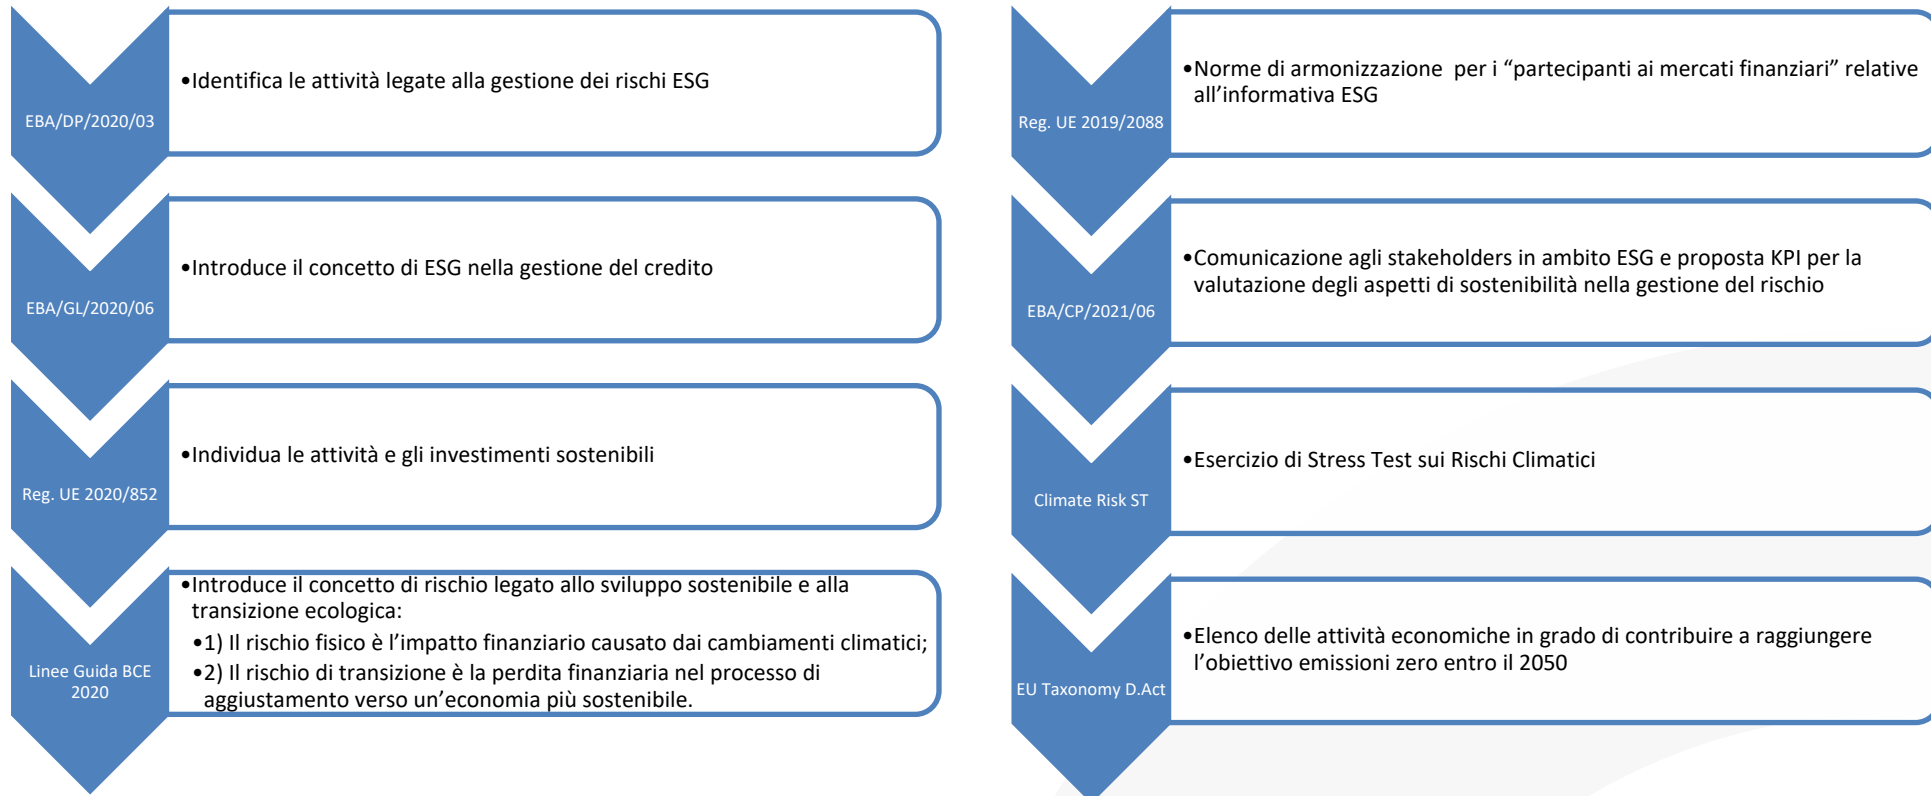 EBA/DP/2020/03
•Identifica le attività legate alla gestione dei rischi ESG
EBA/GL/2020/06
•Introduce il concetto di ESG nella gestione del credito
Reg. UE 2020/852
•Individua le attività e gli investimenti sostenibili
Linee Guida BCE
2020
•Introduce il concetto di rischio legato allo sviluppo sostenibile e alla
transizione ecologica:
•1) Il rischio fisico è l’impatto finanziario causato dai cambiamenti climatici;
•2) Il rischio di transizione è la perdita finanziaria nel processo di
aggiustamento verso un’economia più sostenibile.
Reg. UE 2019/2088
•Norme di armonizzazione per i “partecipanti ai mercati finanziari” relative
all’informativa ESG
EBA/CP/2021/06
•Comunicazione agli stakeholders in ambito ESG e proposta KPI per la
valutazione degli aspetti di sostenibilità nella gestione del rischio
Climate Risk ST
•Esercizio di Stress Test sui Rischi Climatici
EU Taxonomy D.Act
•Elenco delle attività economiche in grado di contribuire a raggiungere
l’obiettivo emissioni zero entro il 2050